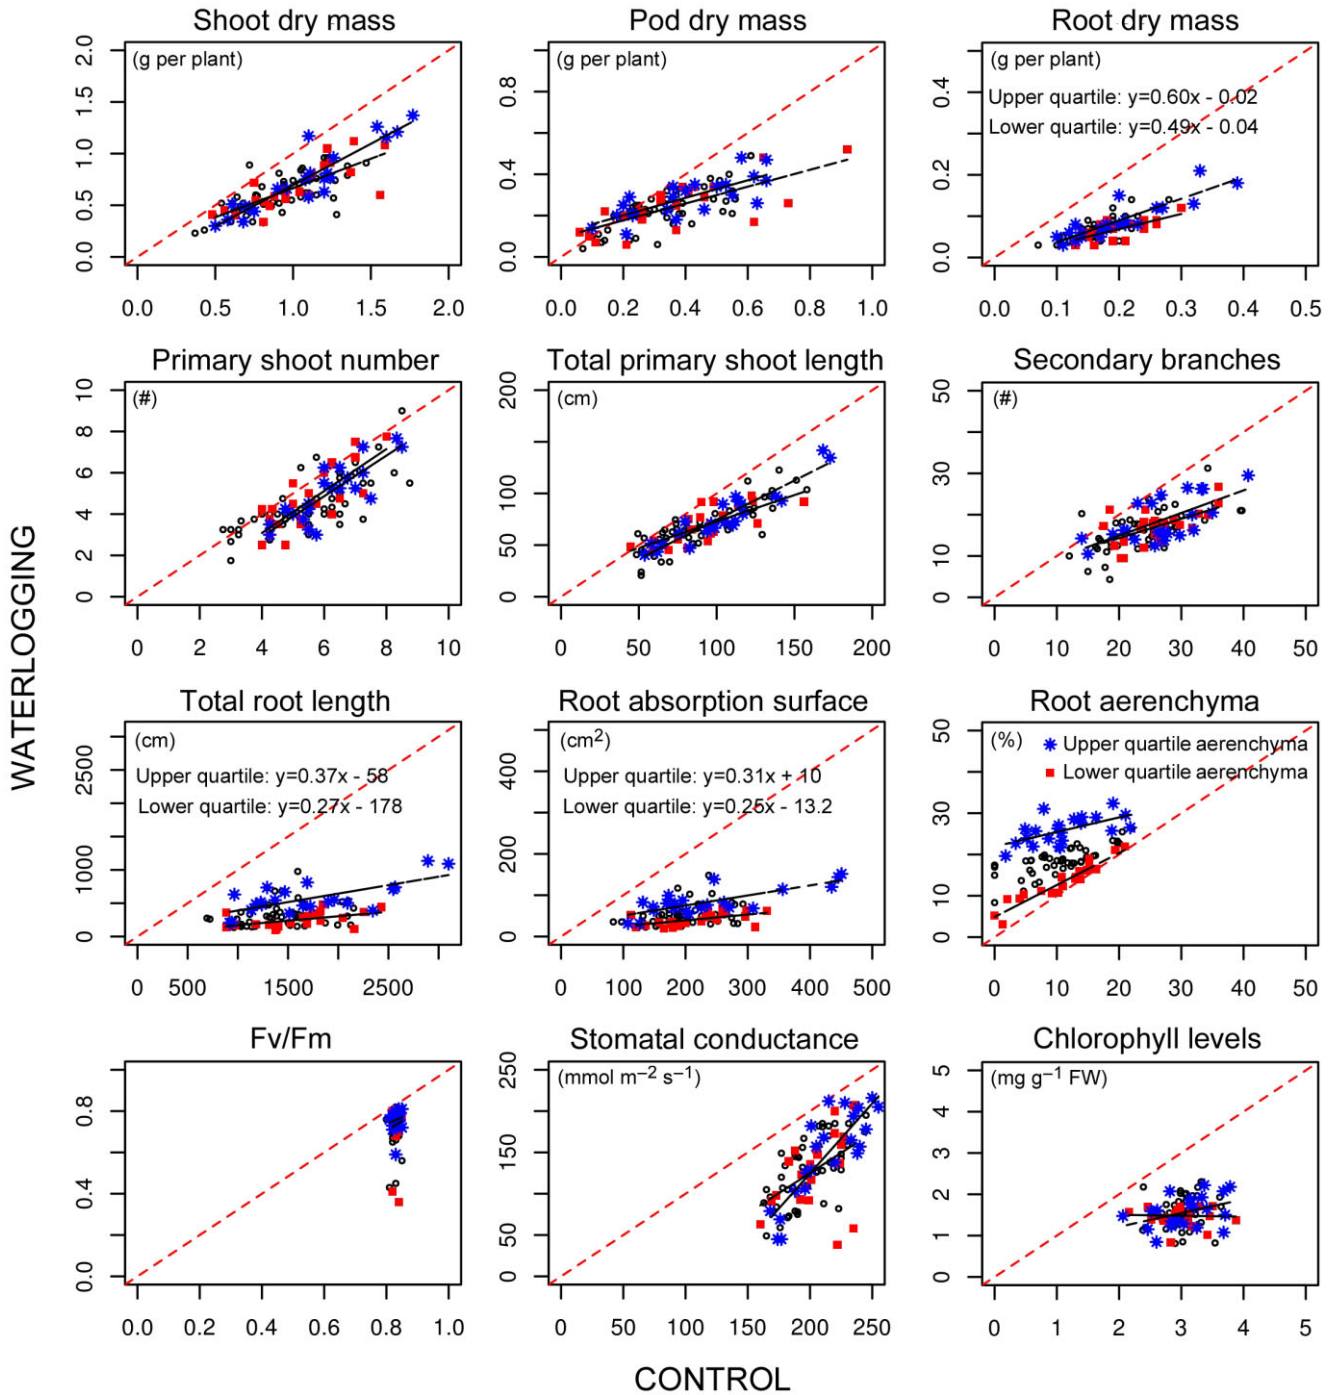 Shoot dry mass
(g per plant)
0.0 0.5 1.0 1.5 2.0
0.0 0.5 1.0 1.5 2.0
Pod dry mass
(g per plant)
0.0 0.4 0.8
0.0 0.2 0.4 0.6 0.8 1.0
Root dry mass
(g per plant)
Upper quartile: y=0.60x - 0.02
Lower quartile: y=0.49x - 0.04
0.0 0.2 0.4
0.0 0.1 0.2 0.3 0.4 0.5
Primary shoot number
(#)
0 2 4 6 8 10
0 2 4 6 8 10
Total primary shoot length
(cm)
0 50 100 200
0 50 100 150 200
Secondary branches
(#)
0 10 30 50
0 10 20 30 40 50
WATERLOGGING
Total root length
(cm)
Upper quartile: y=0.37x - 58
Lower quartile: y=0.27x - 178
0 1000 2500
0 500 1500 2500
Root absorption surface
(cm²)
Upper quartile: y=0.31x + 10
Lower quartile: y=0.25x - 13.2
0 200 400
0 100 200 300 400 500
Root aerenchyma
(%)
Upper quartile aerenchyma
Lower quartile aerenchyma
0 10 30 50
0 10 20 30 40 50
Fv/Fm
0.0 0.4 0.8
0.0 0.2 0.4 0.6 0.8 1.0
Stomatal conductance
(mmol m⁻² s⁻¹)
0 50 150 250
0 50 100 150 200 250
Chlorophyll levels
(mg g⁻¹ FW)
0 1 2 3 4 5
0 1 2 3 4 5
CONTROL